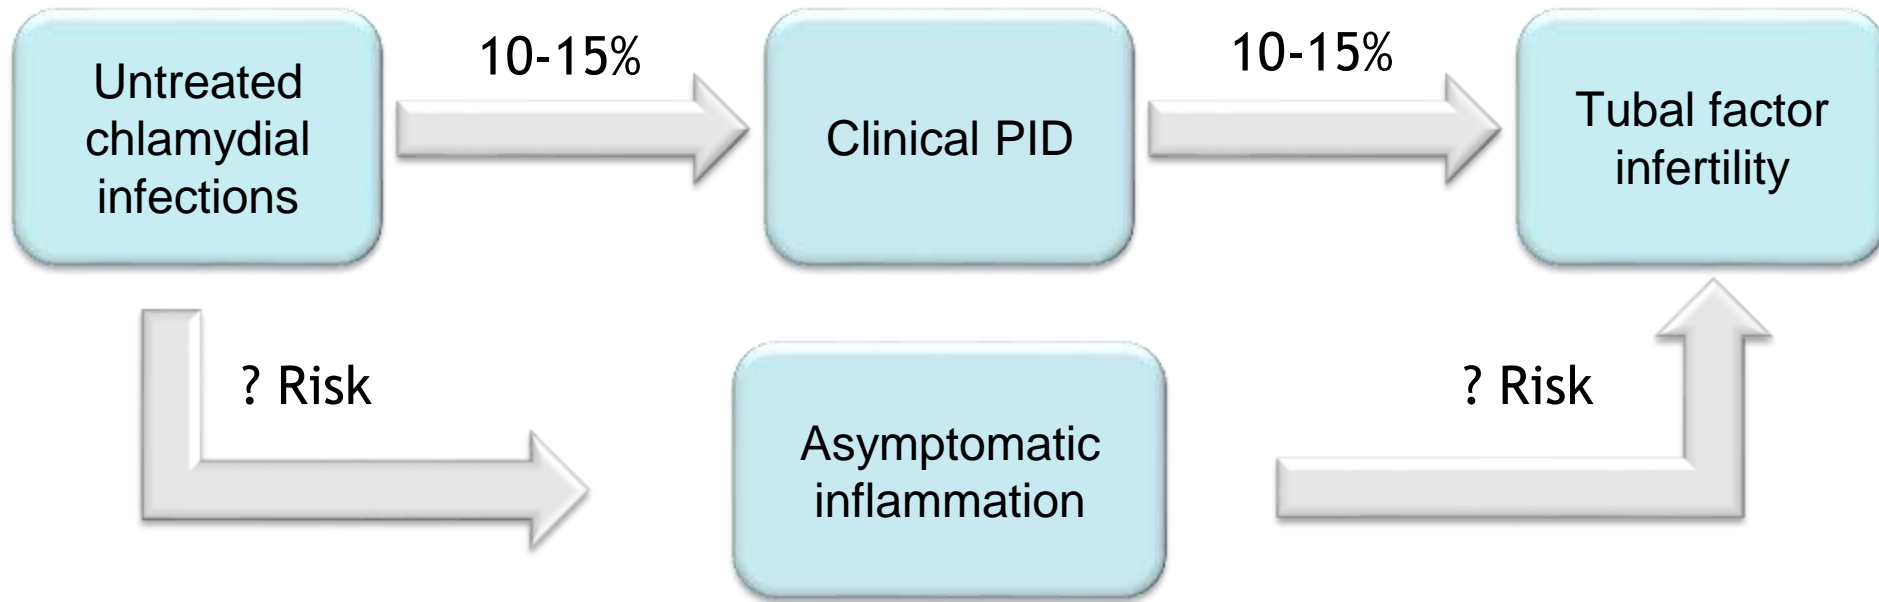 Untreated
chlamydial
infections
10-15%
Clinical PID
10-15%
Tubal factor
infertility
? Risk
Asymptomatic
inflammation
? Risk